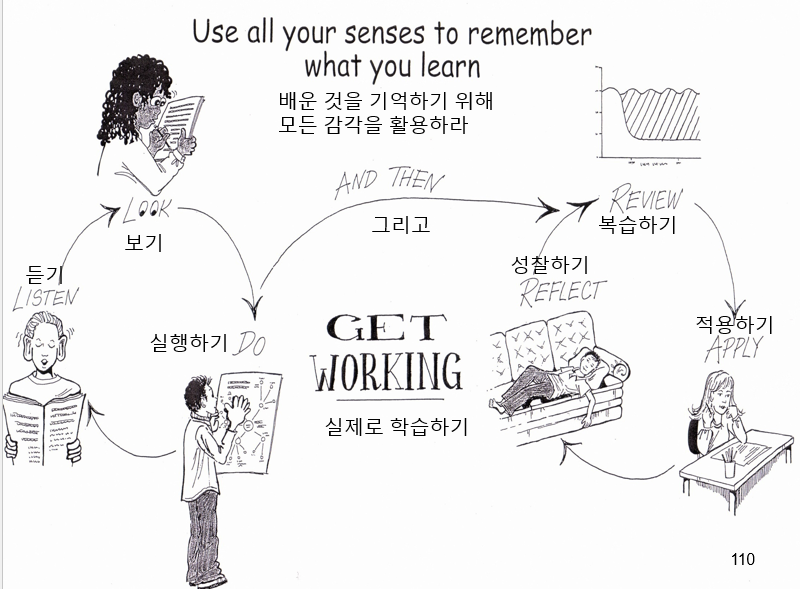 Use all your senses to remember
what you learn
배운 것을 기억하기 위해
모든 감각을 활용하라
AND THEN
그리고
LOOK
보기
REVIEW
복습하기
듣기
LISTEN
성찰하기
REFLECT
실행하기 DO
적용하기
APPLY
GET
WORKING
실제로 학습하기
110